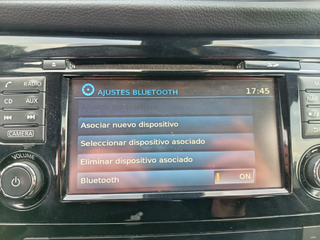 AJUSTES BLUETOOTH 17:45
Asociar nuevo dispositivo
Seleccionar dispositivo asociado
Eliminar dispositivo asociado
Bluetooth ON
RADIO
CD AUX
CAMERA
VOLUME